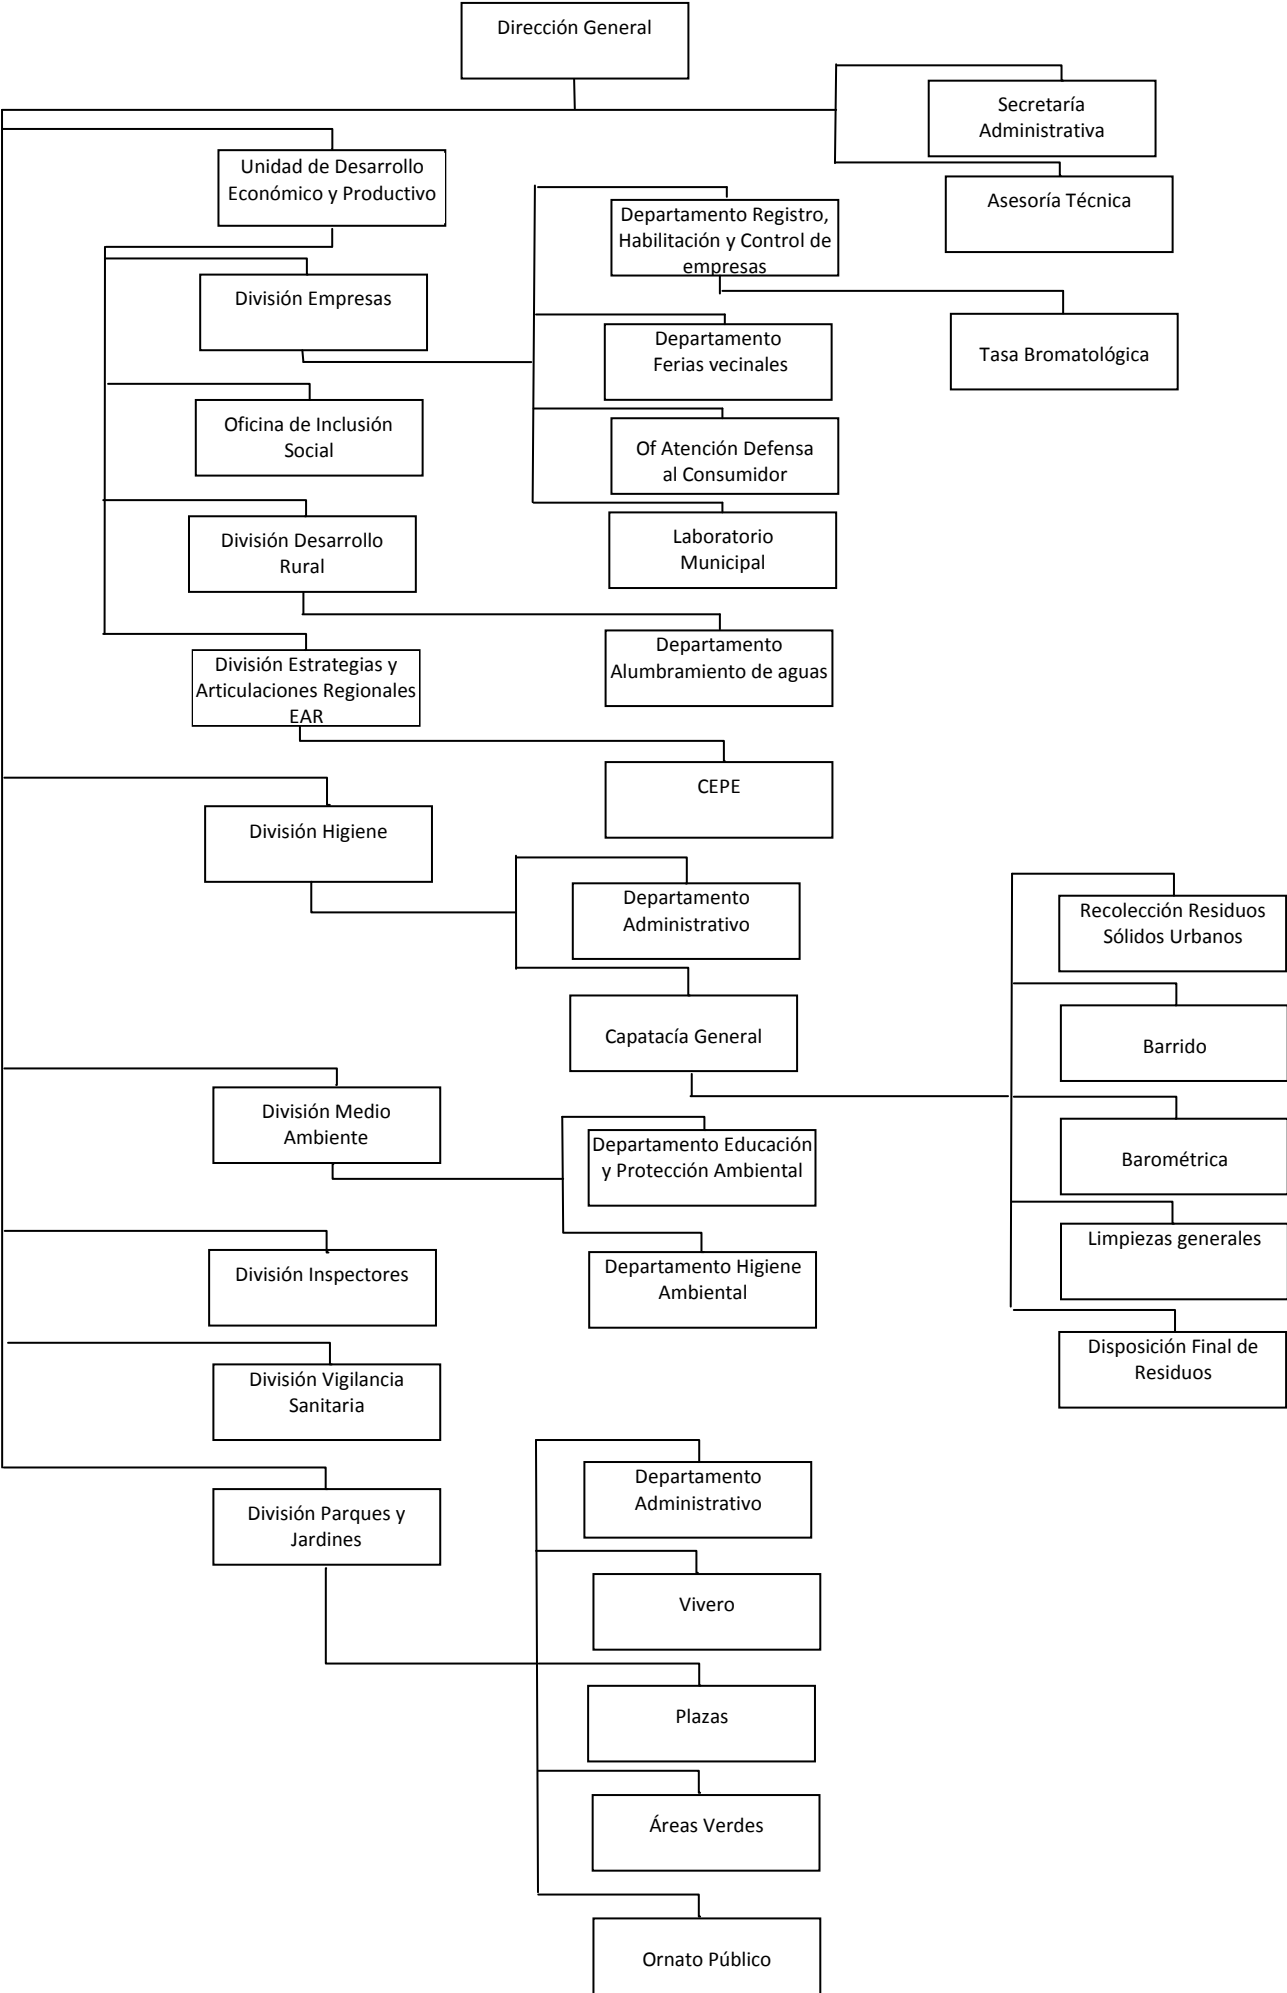 Dirección General
Secretaría
Administrativa
Asesoría Técnica
Unidad de Desarrollo
Económico y Productivo
Departamento Registro,
Habilitación y Control de
empresas
División Empresas
Tasa Bromatológica
Departamento
Ferias vecinales
Oficina de Inclusión
Social
Of Atención Defensa
al Consumidor
División Desarrollo
Rural
Laboratorio
Municipal
Departamento
Alumbramiento de aguas
División Estrategias y
Articulaciones Regionales
EAR
CEPE
División Higiene
Departamento
Administrativo
Recolección Residuos
Sólidos Urbanos
Capatacía General
Barrido
División Medio
Ambiente
Departamento Educación
y Protección Ambiental
Barométrica
Limpiezas generales
División Inspectores
Departamento Higiene
Ambiental
Disposición Final de
Residuos
División Vigilancia
Sanitaria
Departamento
Administrativo
División Parques y
Jardines
Vivero
Plazas
Áreas Verdes
Ornato Público